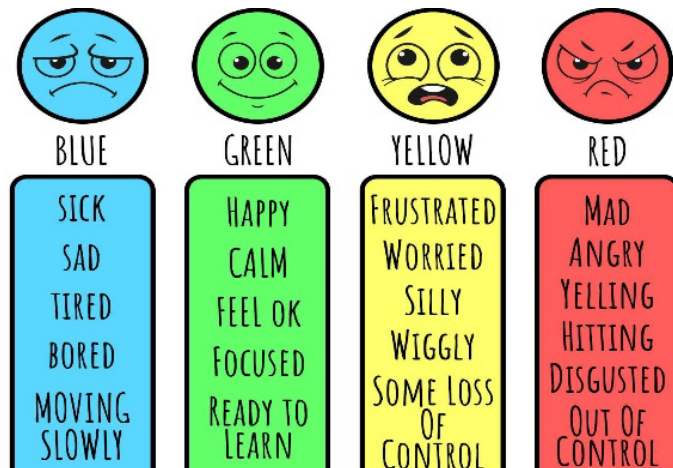 BLUE
SICK
SAD
TIRED
BORED
MOVING
SLOWLY
GREEN
HAPPY
CALM
FEEL OK
FOCUSED
READY TO
LEARN
YELLOW
FRUSTRATED
WORRIED
SILLY
WIGGLY
SOME LOSS
OF
CONTROL
RED
MAD
ANGRY
YELLING
HITTING
DISGUSTED
OUT OF
CONTROL